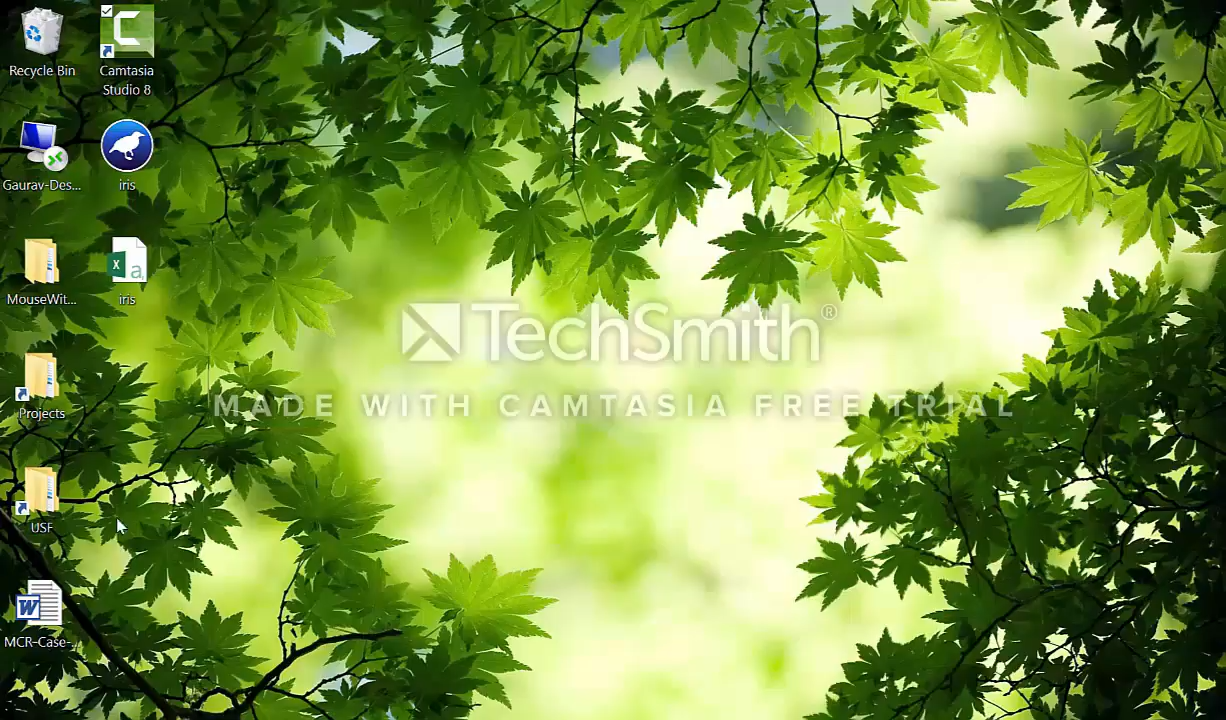 Recycle Bin
Camtasia
Studio 8
Gaurav-Des...
iris
MouseWit...
iris
Projects
USF
MCR-Case-...
TechSmith®
MADE WITH CAMTASIA FREE TRIAL